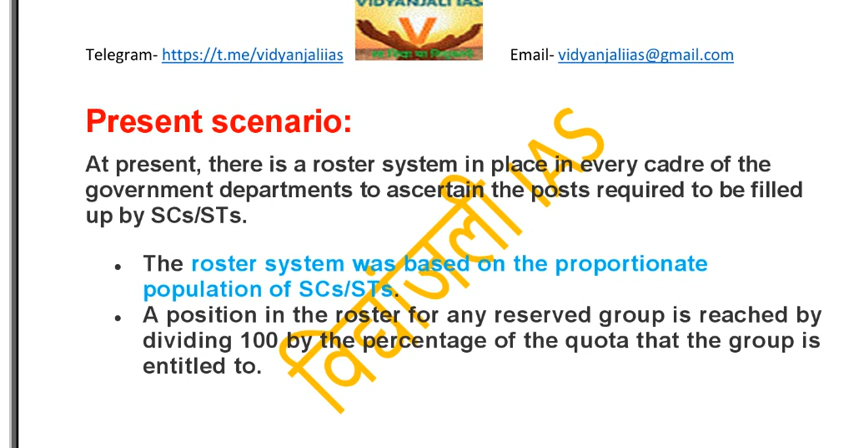 VIDYANJALI IAS
Telegram- https://t.me/vidyanjaliias
Email- vidyanjaliias@gmail.com
Present scenario:
At present, there is a roster system in place in every cadre of the
government departments to ascertain the posts required to be filled
up by SCs/STs.
• The roster system was based on the proportionate
population of SCs/STs.
• A position in the roster for any reserved group is reached by
dividing 100 by the percentage of the quota that the group is
entitled to.
विद्यांजली IAS